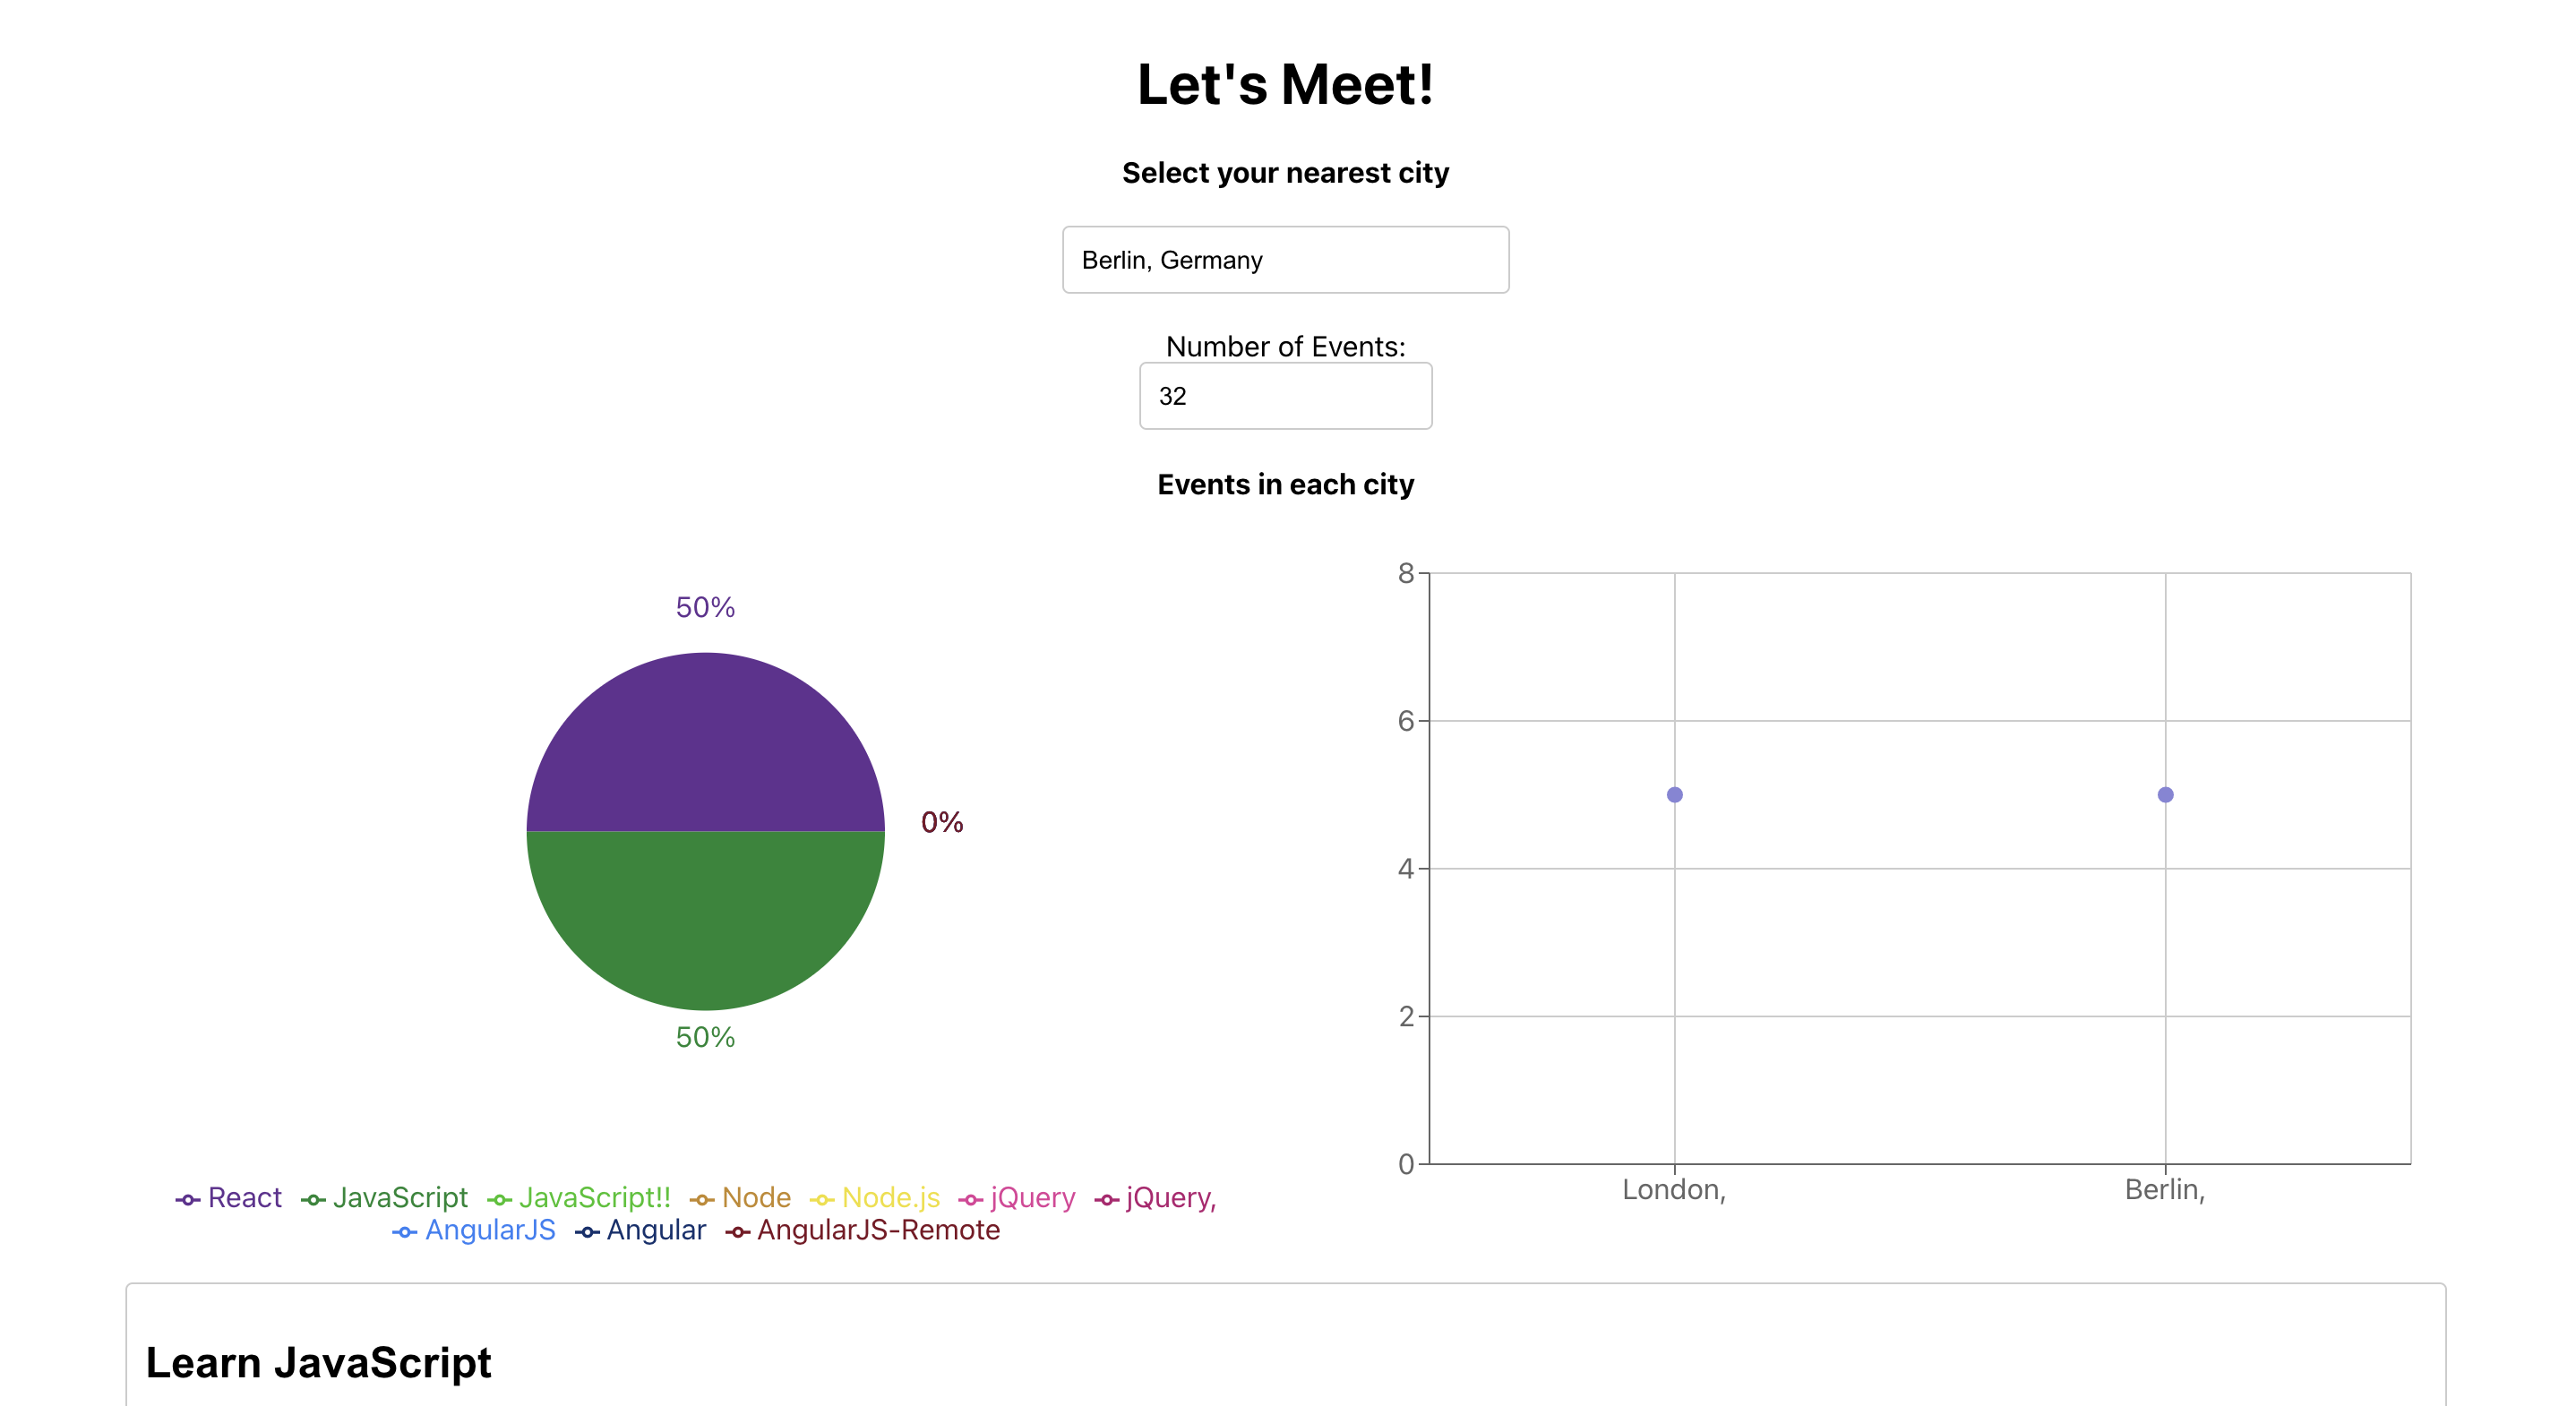 Let's Meet!
Select your nearest city
Berlin, Germany
Number of Events:
32
Events in each city
50%
0%
50%
React JavaScript JavaScript!! Node Node.js jQuery jQuery,
AngularJS Angular AngularJS-Remote
8
6
4
2
0
London, Berlin,
Learn JavaScript